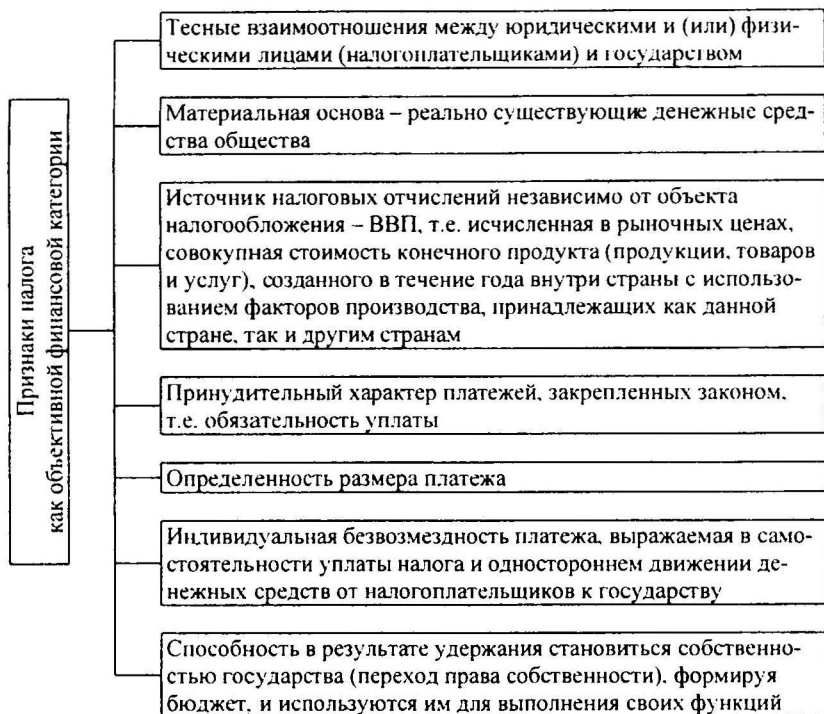 Признаки налога
как объективной финансовой категории
Тесные взаимоотношения между юридическими и (или) физи-
ческими лицами (налогоплательщиками) и государством
Материальная основа – реально существующие денежные сред-
ства общества
Источник налоговых отчислений независимо от объекта
налогообложения – ВВП, т.е. исчисленная в рыночных ценах,
совокупная стоимость конечного продукта (продукции, товаров
и услуг), созданного в течение года внутри страны с использо-
ванием факторов производства, принадлежащих как данной
стране, так и другим странам
Принудительный характер платежей, закрепленных законом,
т.е. обязательность уплаты
Определенность размера платежа
Индивидуальная безвозмездность платежа, выражаемая в само-
стоятельности уплаты налога и одностороннем движении де-
нежных средств от налогоплательщиков к государству
Способность в результате удержания становиться собственно-
стью государства (переход права собственности), формируя
бюджет, и используются им для выполнения своих функций